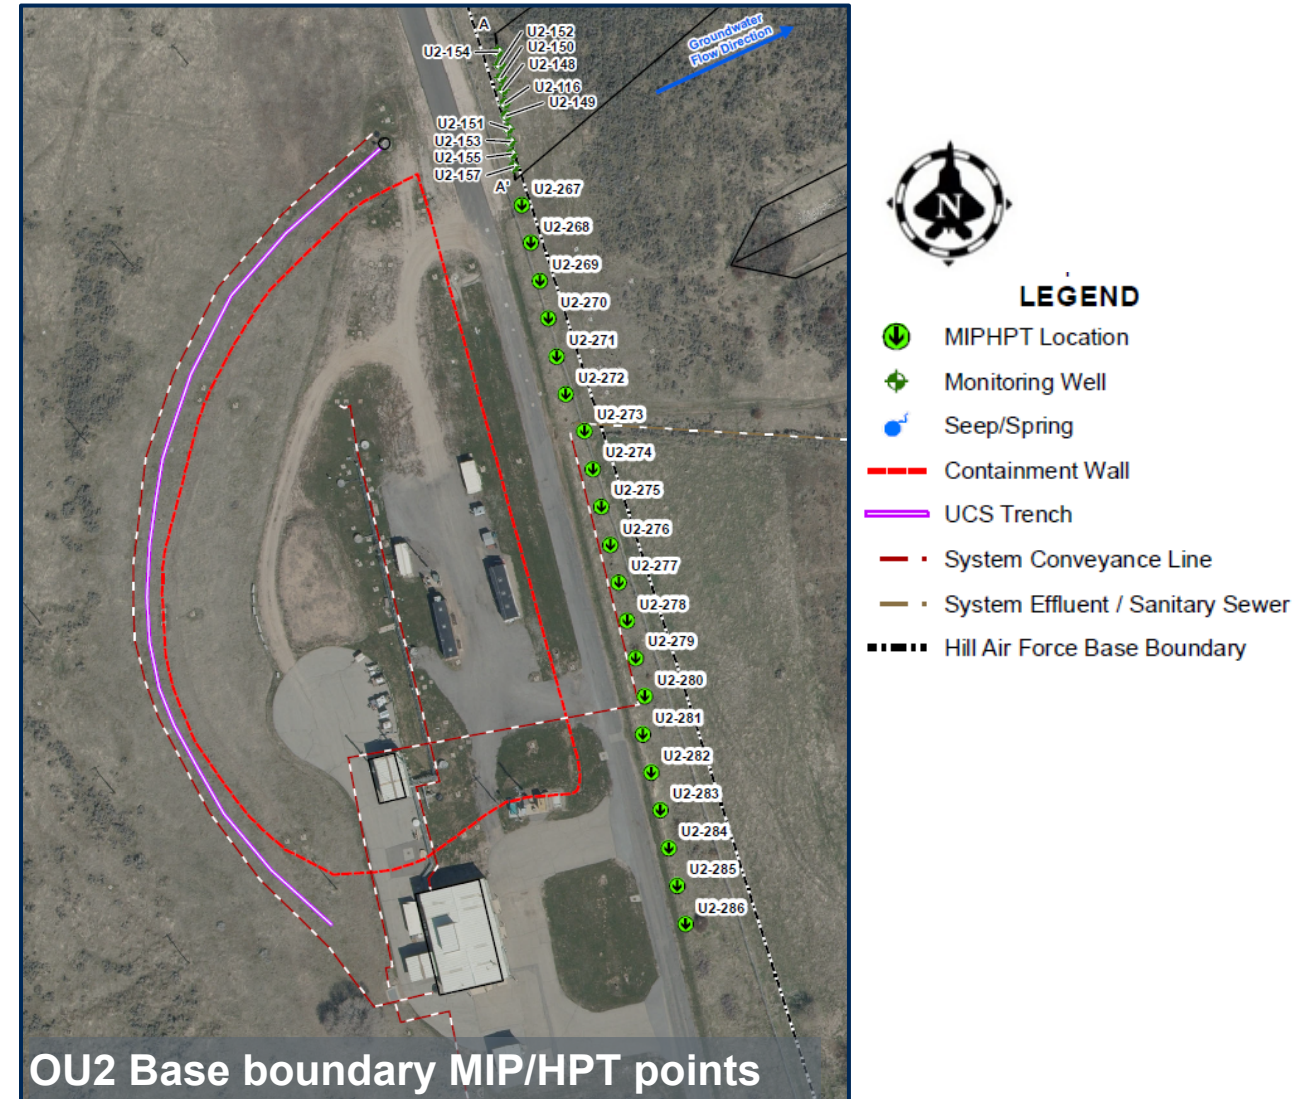 A
U2-152
U2-154
U2-150
U2-148
U2-116
U2-149
U2-151
U2-153
U2-155
U2-157
A'
Groundwater
Flow Direction
U2-267
U2-268
U2-269
U2-270
U2-271
U2-272
U2-273
U2-274
U2-275
U2-276
U2-277
U2-278
U2-279
U2-280
U2-281
U2-282
U2-283
U2-284
U2-285
U2-286
OU2 Base boundary MIP/HPT points
N
LEGEND
MIPHPT Location
Monitoring Well
Seep/Spring
Containment Wall
UCS Trench
System Conveyance Line
System Effluent / Sanitary Sewer
Hill Air Force Base Boundary